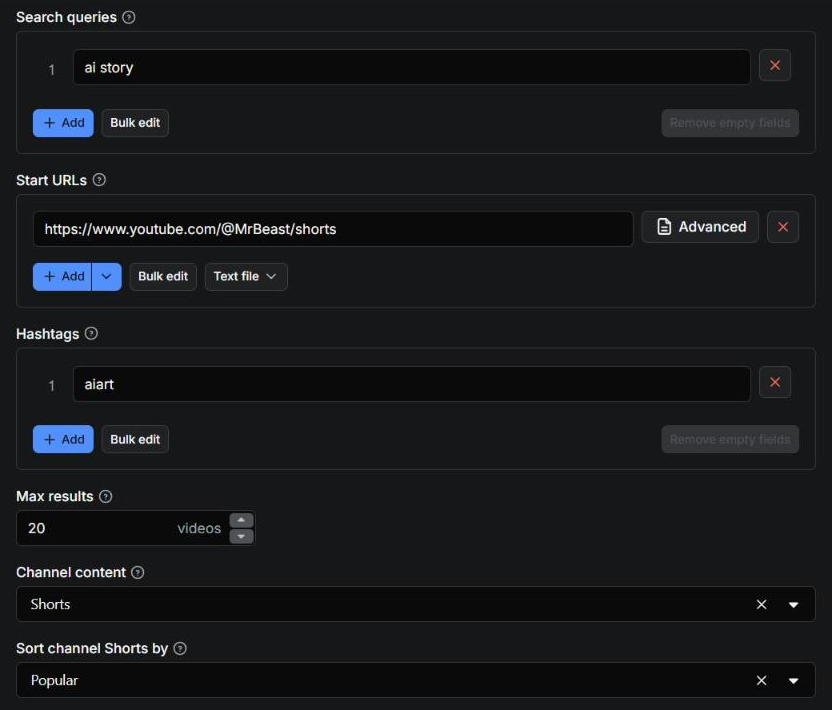 Search queries ?
1 ai story
+ Add Bulk edit Remove empty fields
Start URLs ?
https://www.youtube.com/@MrBeast/shorts Advanced
+ Add Bulk edit Text file
Hashtags ?
1 aiart
+ Add Bulk edit Remove empty fields
Max results ?
20 videos
Channel content ?
Shorts
Sort channel Shorts by ?
Popular